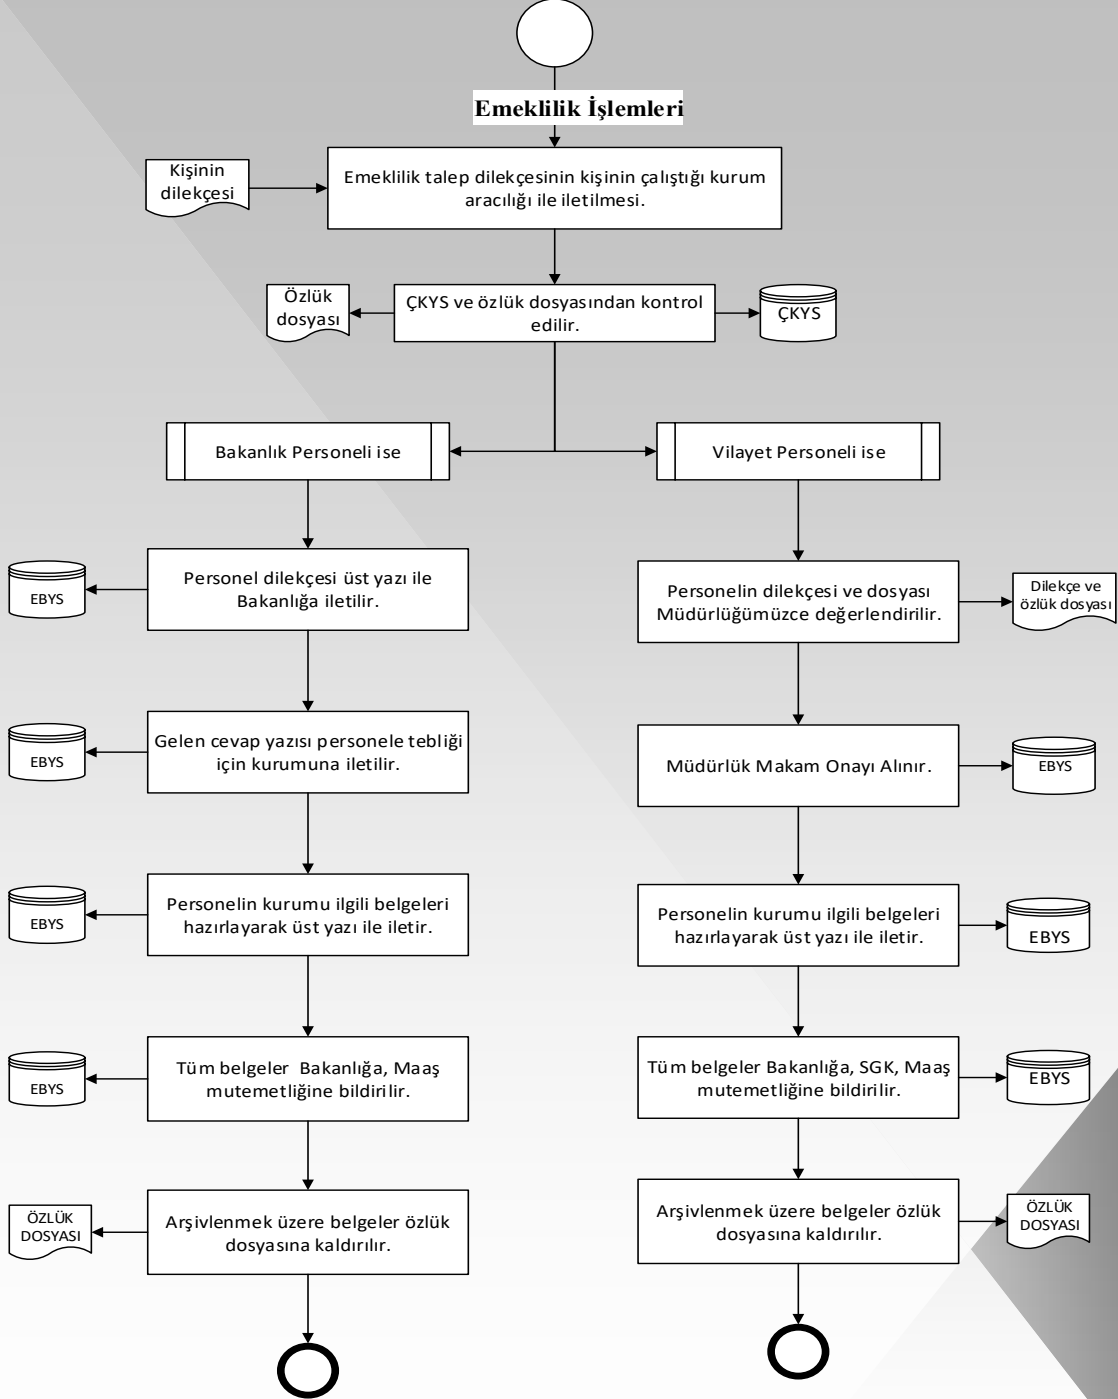 Emeklilik İşlemleri
Kişinin
dilekçesi
Emeklilik talep dilekçesinin kişinin çalıştığı kurum
aracılığı ile iletilmesi.
Özlük
dosyası
ÇKYS ve özlük dosyasından kontrol
edilir.
ÇKYS
Bakanlık Personeli ise
Vilayet Personeli ise
EBYS
Personel dilekçesi üst yazı ile
Bakanlığa iletilir.
Personelin dilekçesi ve dosyası
Müdürlüğümüzce değerlendirilir.
Dilekçe ve
özlük dosyası
EBYS
Gelen cevap yazısı personele tebliği
için kurumuna iletilir.
Müdürlük Makam Onayı Alınır.
EBYS
EBYS
Personelin kurumu ilgili belgeleri
hazırlayarak üst yazı ile iletir.
Personelin kurumu ilgili belgeleri
hazırlayarak üst yazı ile iletir.
EBYS
EBYS
Tüm belgeler  Bakanlığa, Maaş
mutemetliğine bildirilir.
Tüm belgeler Bakanlığa, SGK, Maaş
mutemetliğine bildirilir.
EBYS
ÖZLÜK
DOSYASI
Arşivlenmek üzere belgeler özlük
dosyasına kaldırılır.
Arşivlenmek üzere belgeler özlük
dosyasına kaldırılır.
ÖZLÜK
DOSYASI